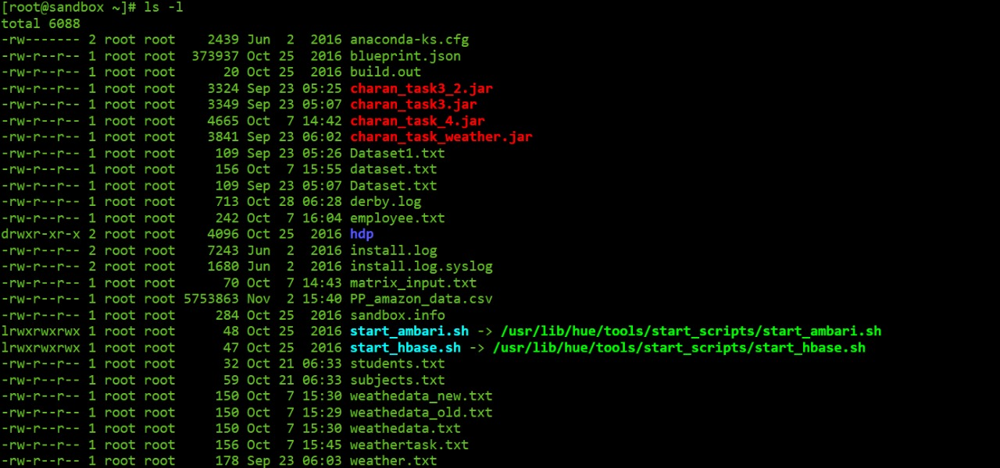 [root@sandbox ~]# ls -l
total 6088
-rw------- 2 root root    2439 Jun  2  2016 anaconda-ks.cfg
-rw-r--r-- 1 root root  373937 Oct 25  2016 blueprint.json
-rw-r--r-- 1 root root      20 Oct 25  2016 build.out
-rw-r--r-- 1 root root    3324 Sep 23 05:25 charan_task3_2.jar
-rw-r--r-- 1 root root    3349 Sep 23 05:07 charan_task3.jar
-rw-r--r-- 1 root root    4665 Oct  7 14:42 charan_task_4.jar
-rw-r--r-- 1 root root    3841 Sep 23 06:02 charan_task_weather.jar
-rw-r--r-- 1 root root     109 Sep 23 05:26 Dataset1.txt
-rw-r--r-- 1 root root     156 Oct  7 15:55 dataset.txt
-rw-r--r-- 1 root root     109 Sep 23 05:07 Dataset.txt
-rw-r--r-- 1 root root     713 Oct 28 06:28 derby.log
-rw-r--r-- 1 root root     242 Oct  7 16:04 employee.txt
drwxr-xr-x 2 root root    4096 Oct 25  2016 hdp
-rw-r--r-- 2 root root    7243 Jun  2  2016 install.log
-rw-r--r-- 2 root root    1680 Jun  2  2016 install.log.syslog
-rw-r--r-- 1 root root      70 Oct  7 14:43 matrix_input.txt
-rw-r--r-- 1 root root 5753863 Nov  2 15:40 PP_amazon_data.csv
-rw-r--r-- 1 root root     284 Oct 25  2016 sandbox.info
lrwxrwxrwx 1 root root      48 Oct 25  2016 start_ambari.sh -> /usr/lib/hue/tools/start_scripts/start_ambari.sh
lrwxrwxrwx 1 root root      47 Oct 25  2016 start_hbase.sh -> /usr/lib/hue/tools/start_scripts/start_hbase.sh
-rw-r--r-- 1 root root      32 Oct 21 06:33 students.txt
-rw-r--r-- 1 root root      59 Oct 21 06:33 subjects.txt
-rw-r--r-- 1 root root     150 Oct  7 15:30 weathedata_new.txt
-rw-r--r-- 1 root root     150 Oct  7 15:29 weathedata_old.txt
-rw-r--r-- 1 root root     150 Oct  7 15:30 weathedata.txt
-rw-r--r-- 1 root root     156 Oct  7 15:45 weathertask.txt
-rw-r--r-- 1 root root     178 Sep 23 06:03 weather.txt